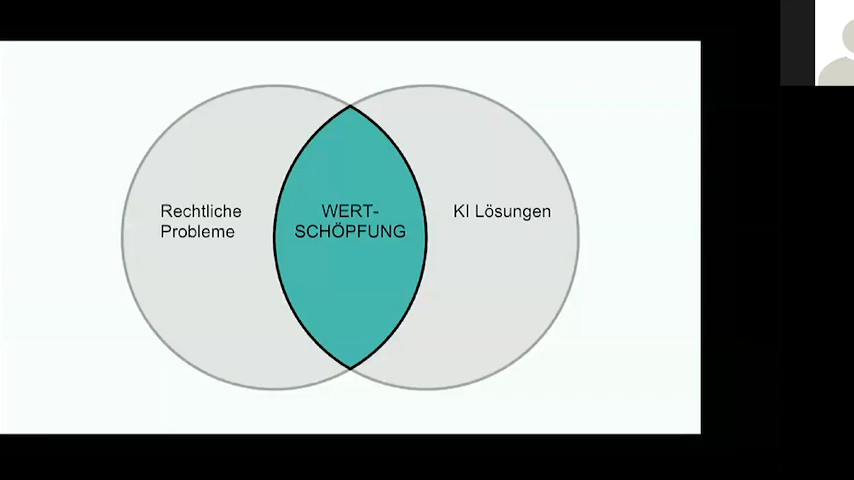 Rechtliche
Probleme
WERT-
SCHÖPFUNG
KI Lösungen